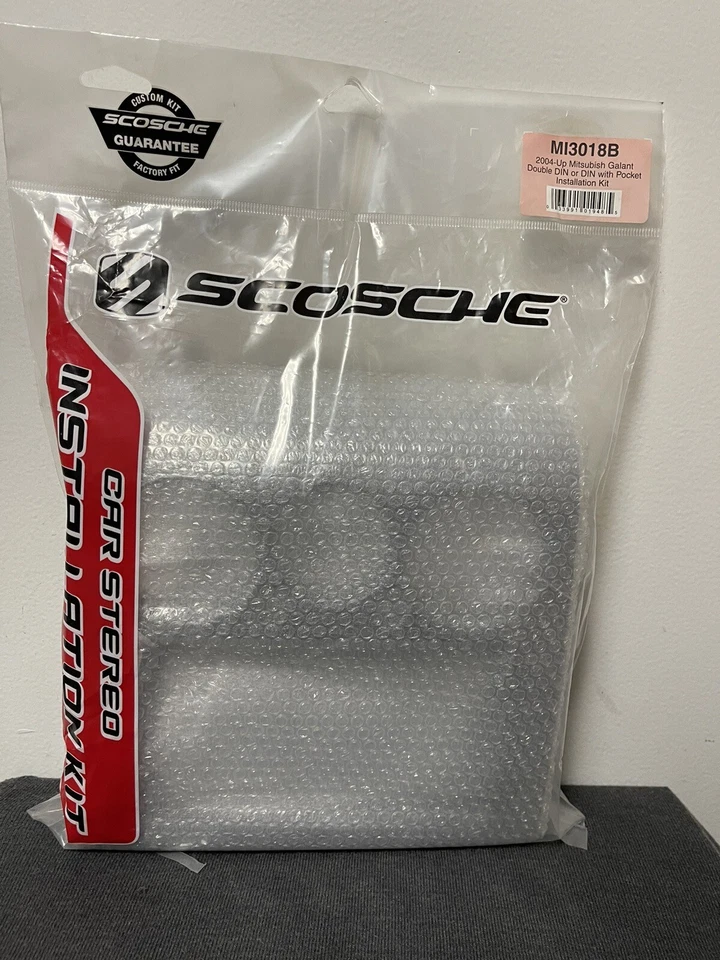 CUSTOM KIT
SCOSCHE
GUARANTEE
FACTORY FIT
MI3018B
2004-Up Mitsubish Galant
Double DIN or DIN with Pocket
Installation Kit
SCOSCHE®
CAR STEREO
INSTALLATION KIT